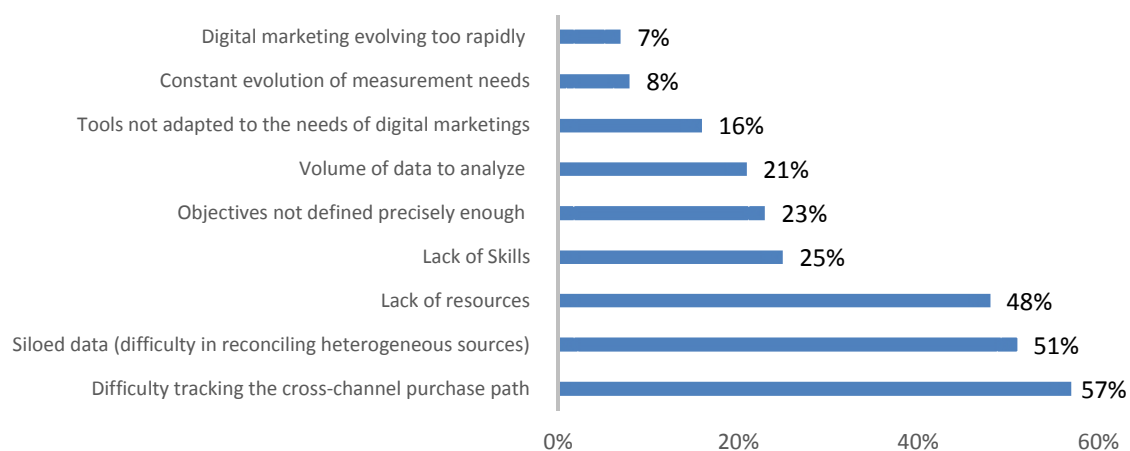 Digital marketing evolving too rapidly 7%
Constant evolution of measurement needs 8%
Tools not adapted to the needs of digital marketings 16%
Volume of data to analyze 21%
Objectives not defined precisely enough 23%
Lack of Skills 25%
Lack of resources 48%
Siloed data (difficulty in reconciling heterogeneous sources) 51%
Difficulty tracking the cross-channel purchase path 57%
0% 20% 40% 60%